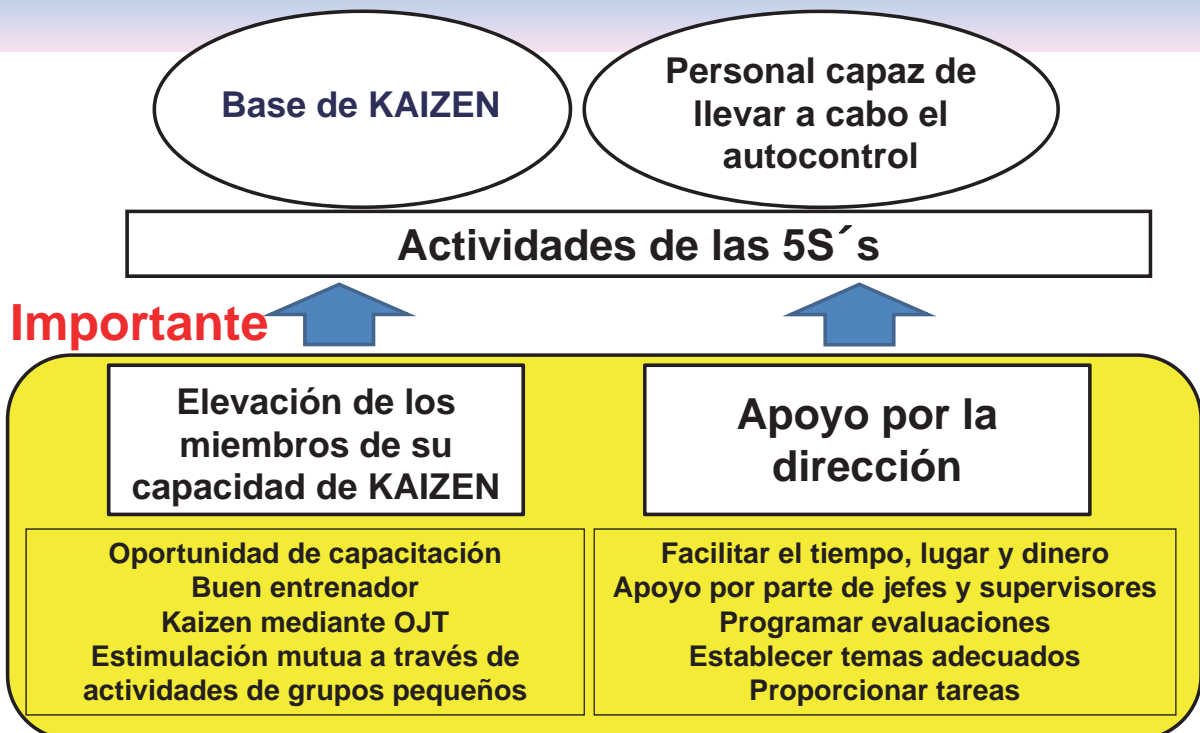 Base de KAIZEN
Personal capaz de
llevar a cabo el
autocontrol
Actividades de las 5S´s
Importante
Elevación de los
miembros de su
capacidad de KAIZEN
Apoyo por la
dirección
Oportunidad de capacitación
Buen entrenador
Kaizen mediante OJT
Estimulación mutua a través de
actividades de grupos pequeños
Facilitar el tiempo, lugar y dinero
Apoyo por parte de jefes y supervisores
Programar evaluaciones
Establecer temas adecuados
Proporcionar tareas